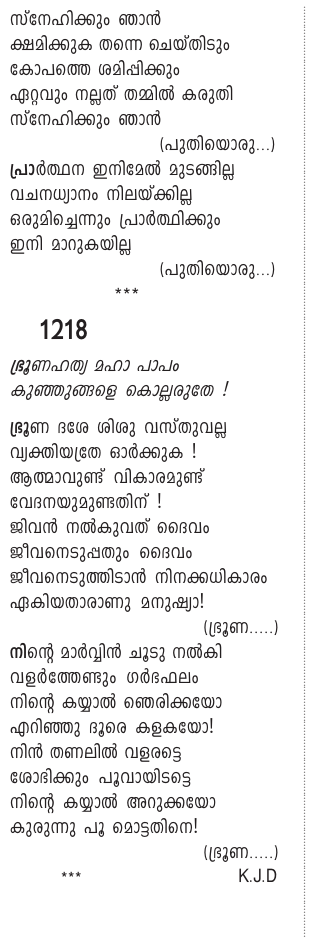 സ്നേഹിക്കും ഞാൻ
ക്ഷമിക്കുക തന്നെ ചെയ്തിടും
കോപത്തെ ശമിപ്പിക്കും
ഏറ്റവും നല്ലത് തമ്മിൽ കരുതി
സ്നേഹിക്കും ഞാൻ
(പുതിയൊരു...)
പ്രാർത്ഥന ഇനിമേൽ മുടങ്ങില്ല
വചനധ്യാനം നിലയ്ക്കില്ല
ഒരുമിച്ചെന്നും പ്രാർത്ഥിക്കും
ഇനി മാറുകയില്ല
(പുതിയൊരു...)
***
1218
ഭ്രൂണഹത്യ മഹാ പാപം
കുഞ്ഞുങ്ങളെ കൊല്ലരുതേ !
ഭ്രൂണ ദശേ ശിശു വസ്തുവല്ല
വ്യക്തിയത്രേ ഓർക്കുക !
ആത്മാവുണ്ട് വികാരമുണ്ട്
വേദനയുമുണ്ടതിന് !
ജിവൻ നൽകുവത് ദൈവം
ജീവനെടുപ്പതും ദൈവം
ജീവനെടുത്തിടാൻ നിനക്കധികാരം
ഏകിയതാരാണു മനുഷ്യാ!
(ഭ്രൂണ.....)
നിന്റെ മാർവ്വിൻ ചൂടു നൽകി
വളർത്തേണ്ടും ഗർദഫലം
നിന്റെ കയ്യാൽ ഞെരിക്കയോ
എറിഞ്ഞു ദൂരെ കളകയോ!
നിൻ തണലിൽ വളരട്ടെ
ശോഭിക്കും പൂവായിടട്ടെ
നിന്റെ കയ്യാൽ അറുക്കയോ
കുരുന്നു പൂ മൊട്ടതിനെ!
(ഭ്രൂണ.....)
*** K.J.D